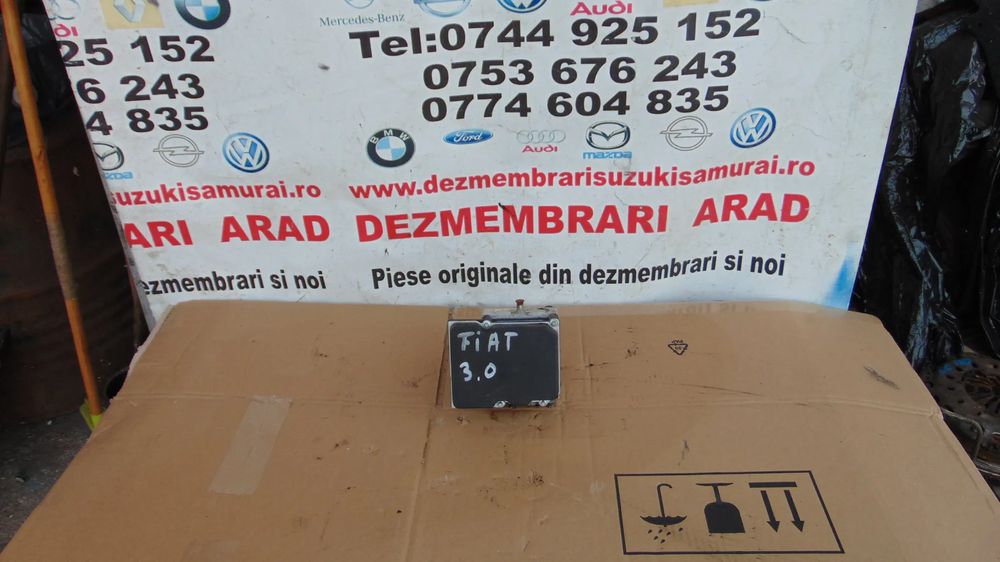 Mercedes-Benz
Audi
25 152
Tel:0744 925 152
6 243
0753 676 243
4 835
0774 604 835
BMW
Ford
Audi
mazda
suzukisamurai.ro
www.dezmembrarisuzukisamurai.ro
ARI ARAD
DEZMEMBRARI ARAD
ezmembrari si noi
Piese originale din dezmembrari si noi
FiAT
3.0